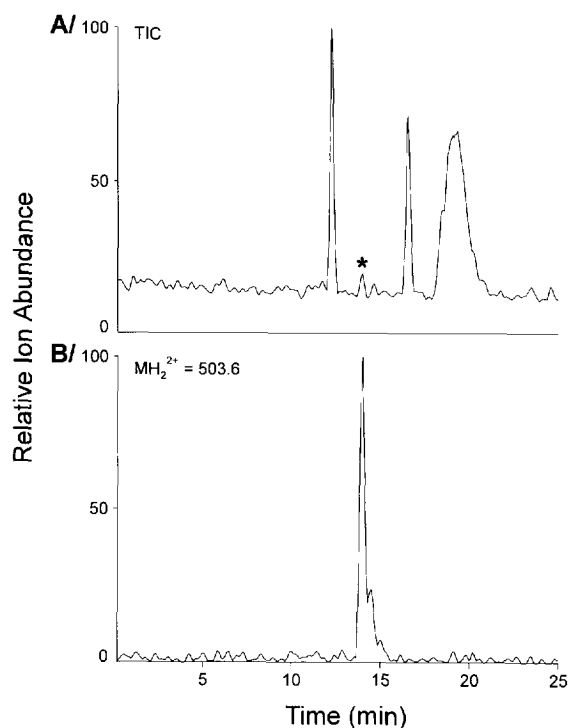 A/
100
TIC
50
*
0
B/
100
MH₂²⁺ = 503.6
50
0
5 10 15 20 25
Time (min)
Relative Ion Abundance